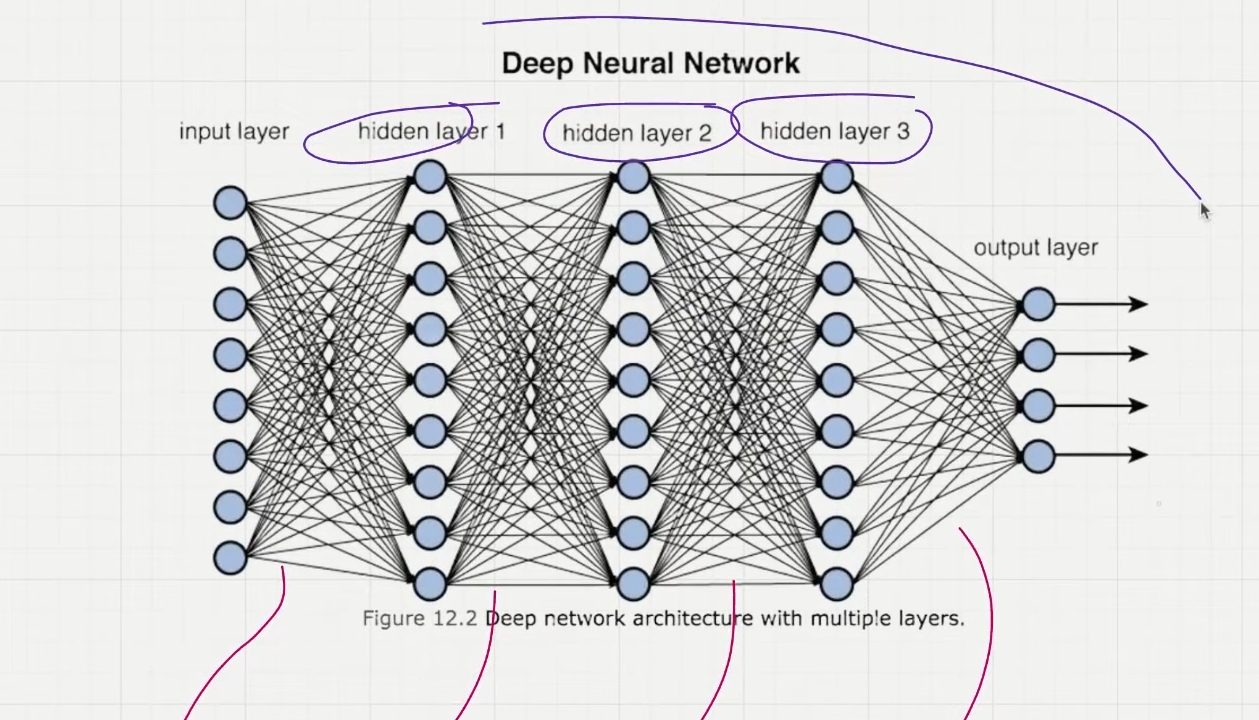 Deep Neural Network
input layer
hidden layer 1
hidden layer 2
hidden layer 3
output layer
Figure 12.2 Deep network architecture with multiple layers.